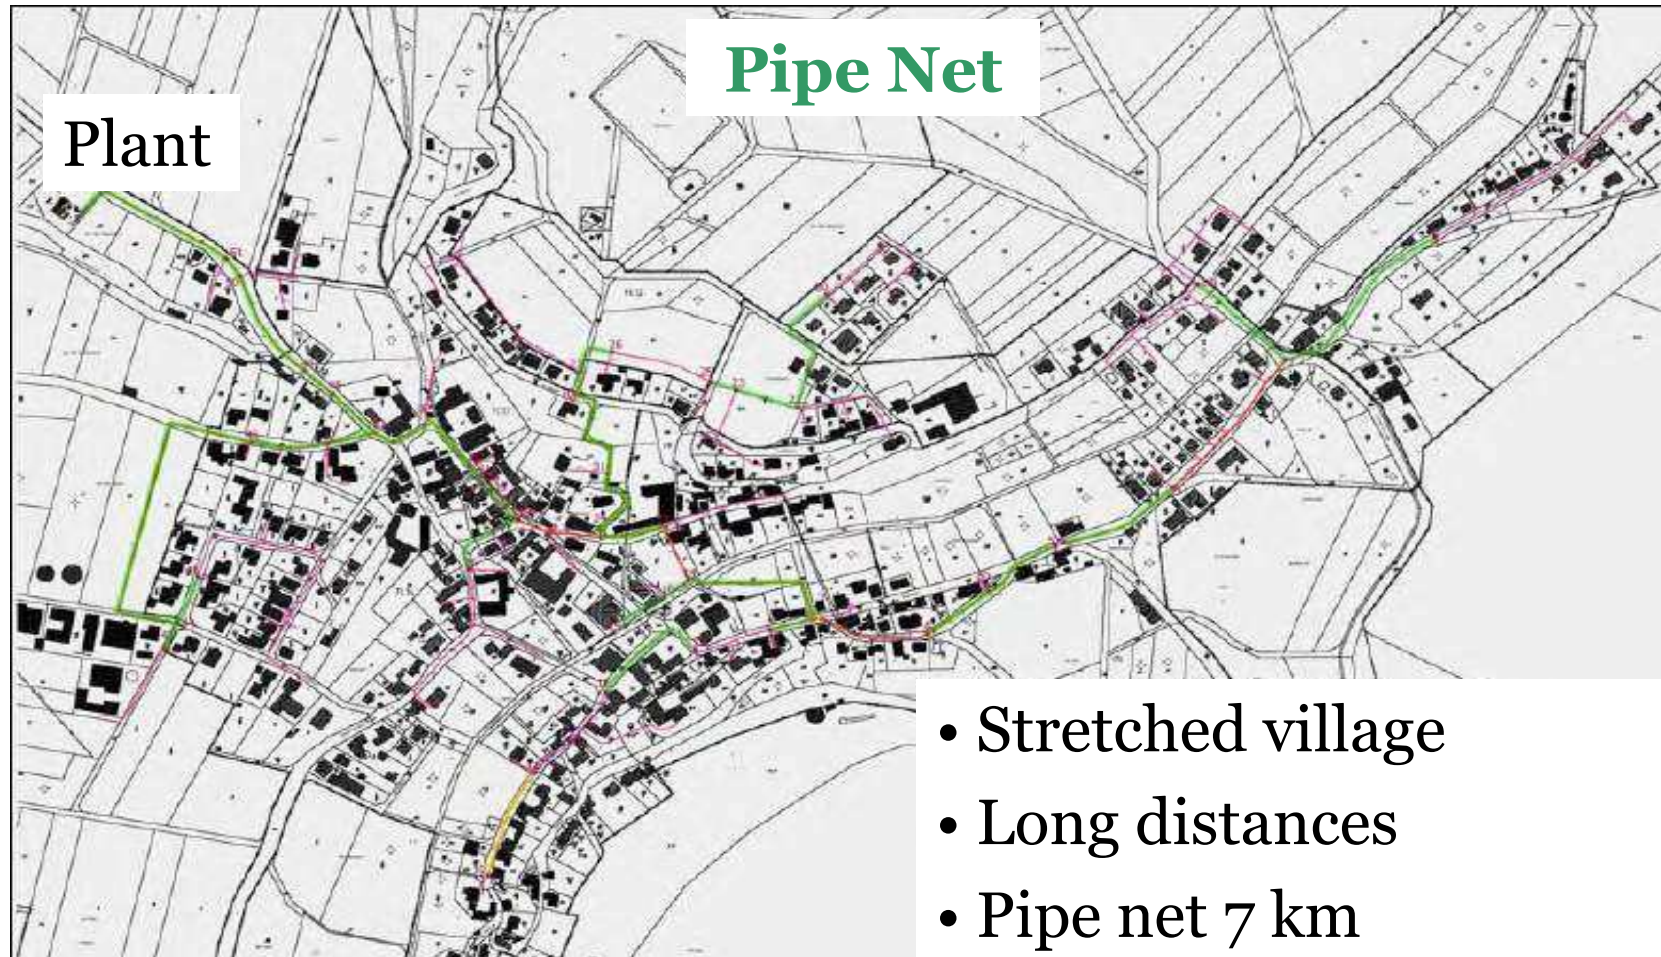 Pipe Net
Plant
• Stretched village
• Long distances
• Pipe net 7 km